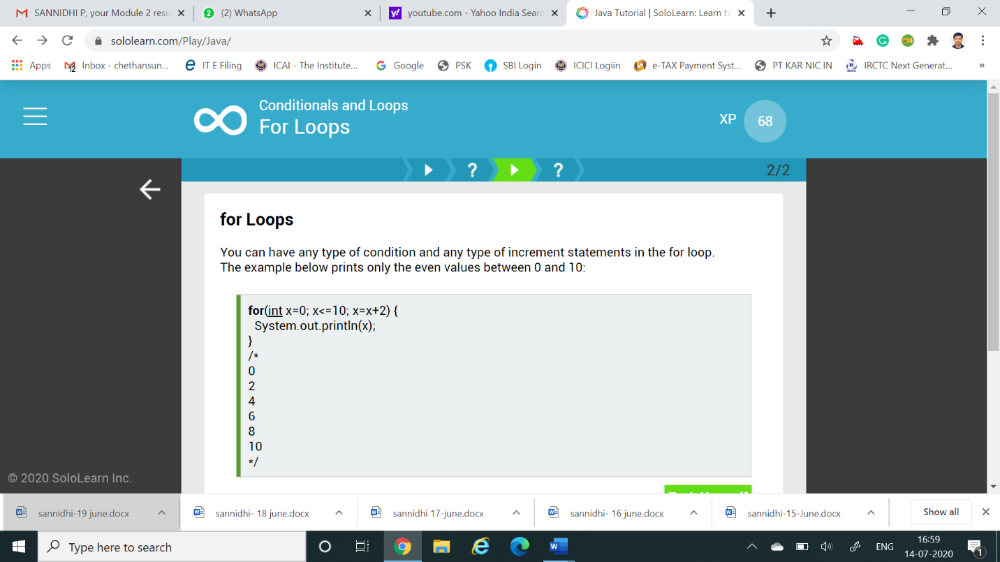 SANNIDHI P, your Module 2 resu
(2) WhatsApp
youtube.com - Yahoo India Searc
Java Tutorial | SoloLearn: Learn to
sololearn.com/Play/Java/
Apps
Inbox - chethansun...
IT E Filing
ICAI - The Institute...
Google
PSK
SBI Login
ICICI Logiin
e-TAX Payment Syst...
PT KAR NIC IN
IRCTC Next Generat...
»
Conditionals and Loops
For Loops
XP 68
2/2
for Loops
You can have any type of condition and any type of increment statements in the for loop.
The example below prints only the even values between 0 and 10:
for(int x=0; x<=10; x=x+2) {
System.out.println(x);
}
/*
0
2
4
6
8
10
*/
© 2020 SoloLearn Inc.
sannidhi-19 june.docx
sannidhi- 18 june.docx
sannidhi 17-june.docx
sannidhi- 16 june.docx
sannidhi-15-June.docx
Show all
Type here to search
ENG
16:59
14-07-2020
1